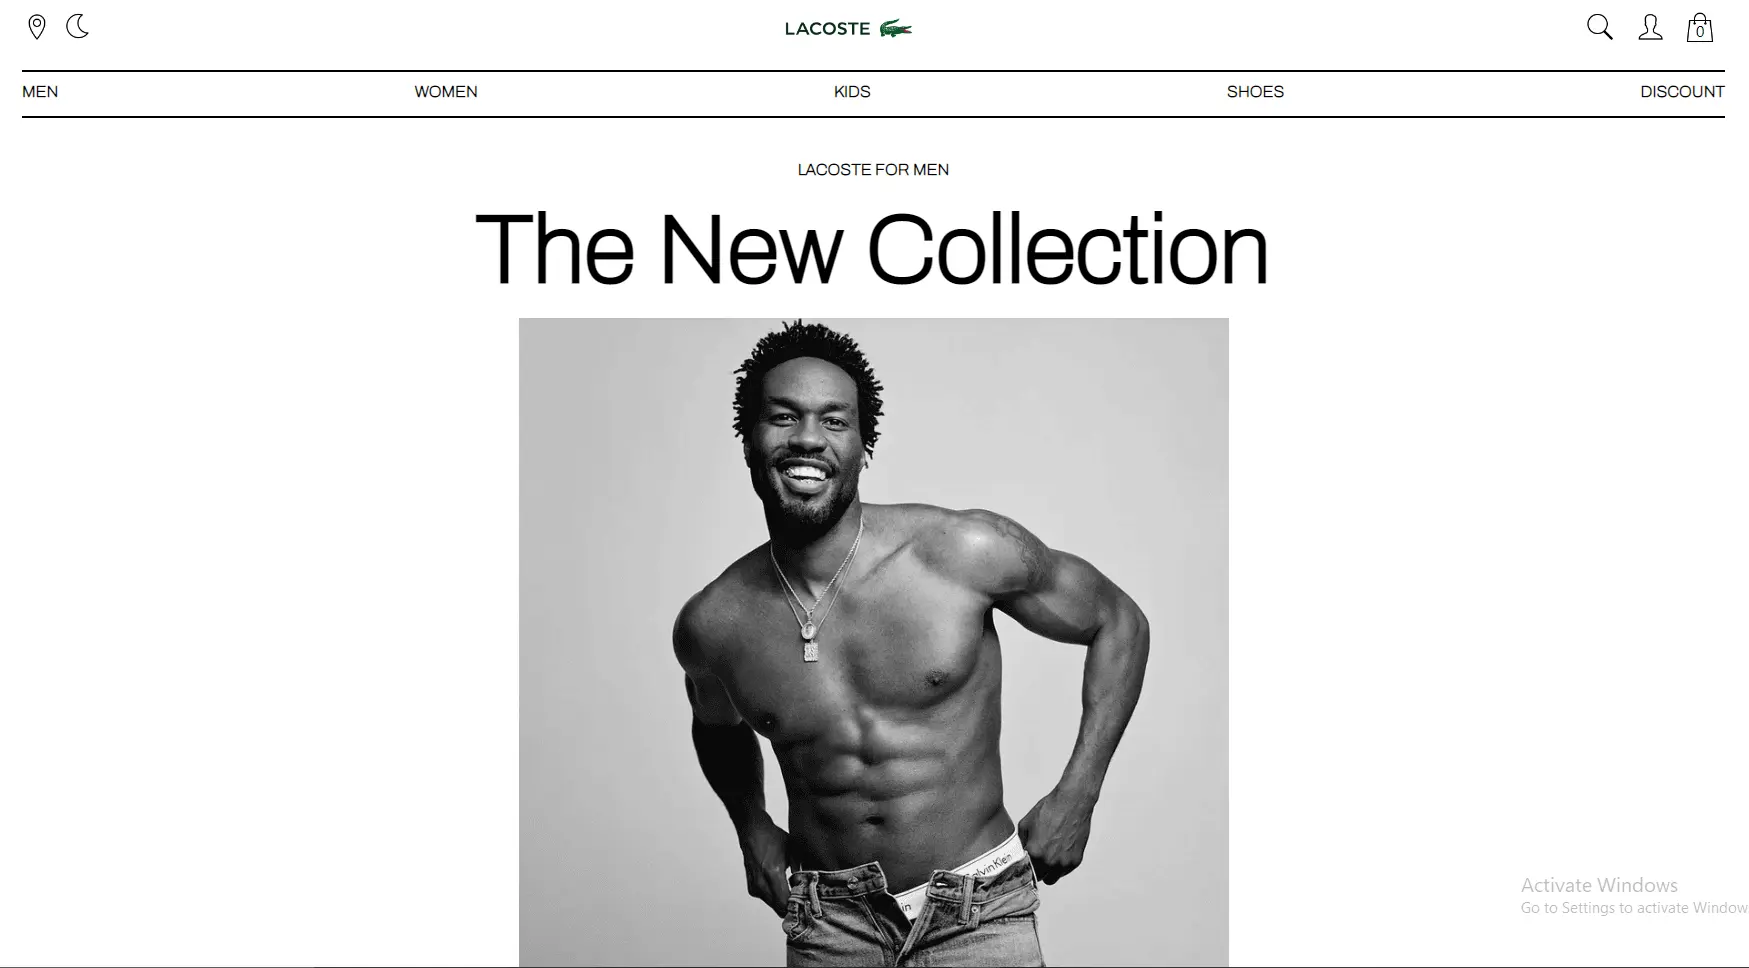 LACOSTE
0
MEN
WOMEN
KIDS
SHOES
DISCOUNT
LACOSTE FOR MEN
The New Collection
Calvin Klein
in
Activate Windows
Go to Settings to activate Window